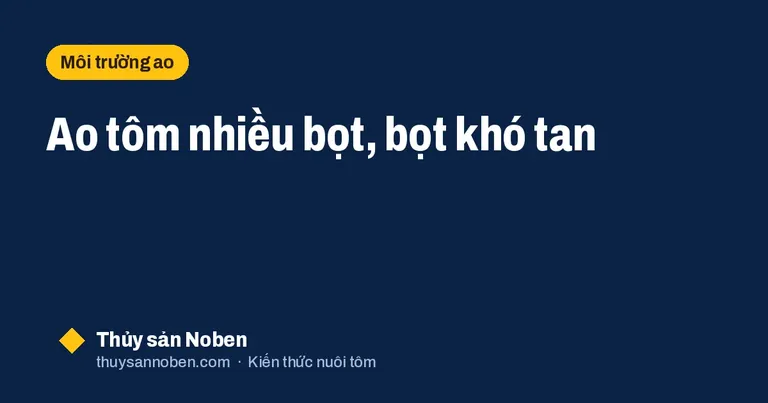 Môi trường ao
Ao tôm nhiều bọt, bọt khó tan
Thủy sản Noben
thuysannoben.com · Kiến thức nuôi tôm